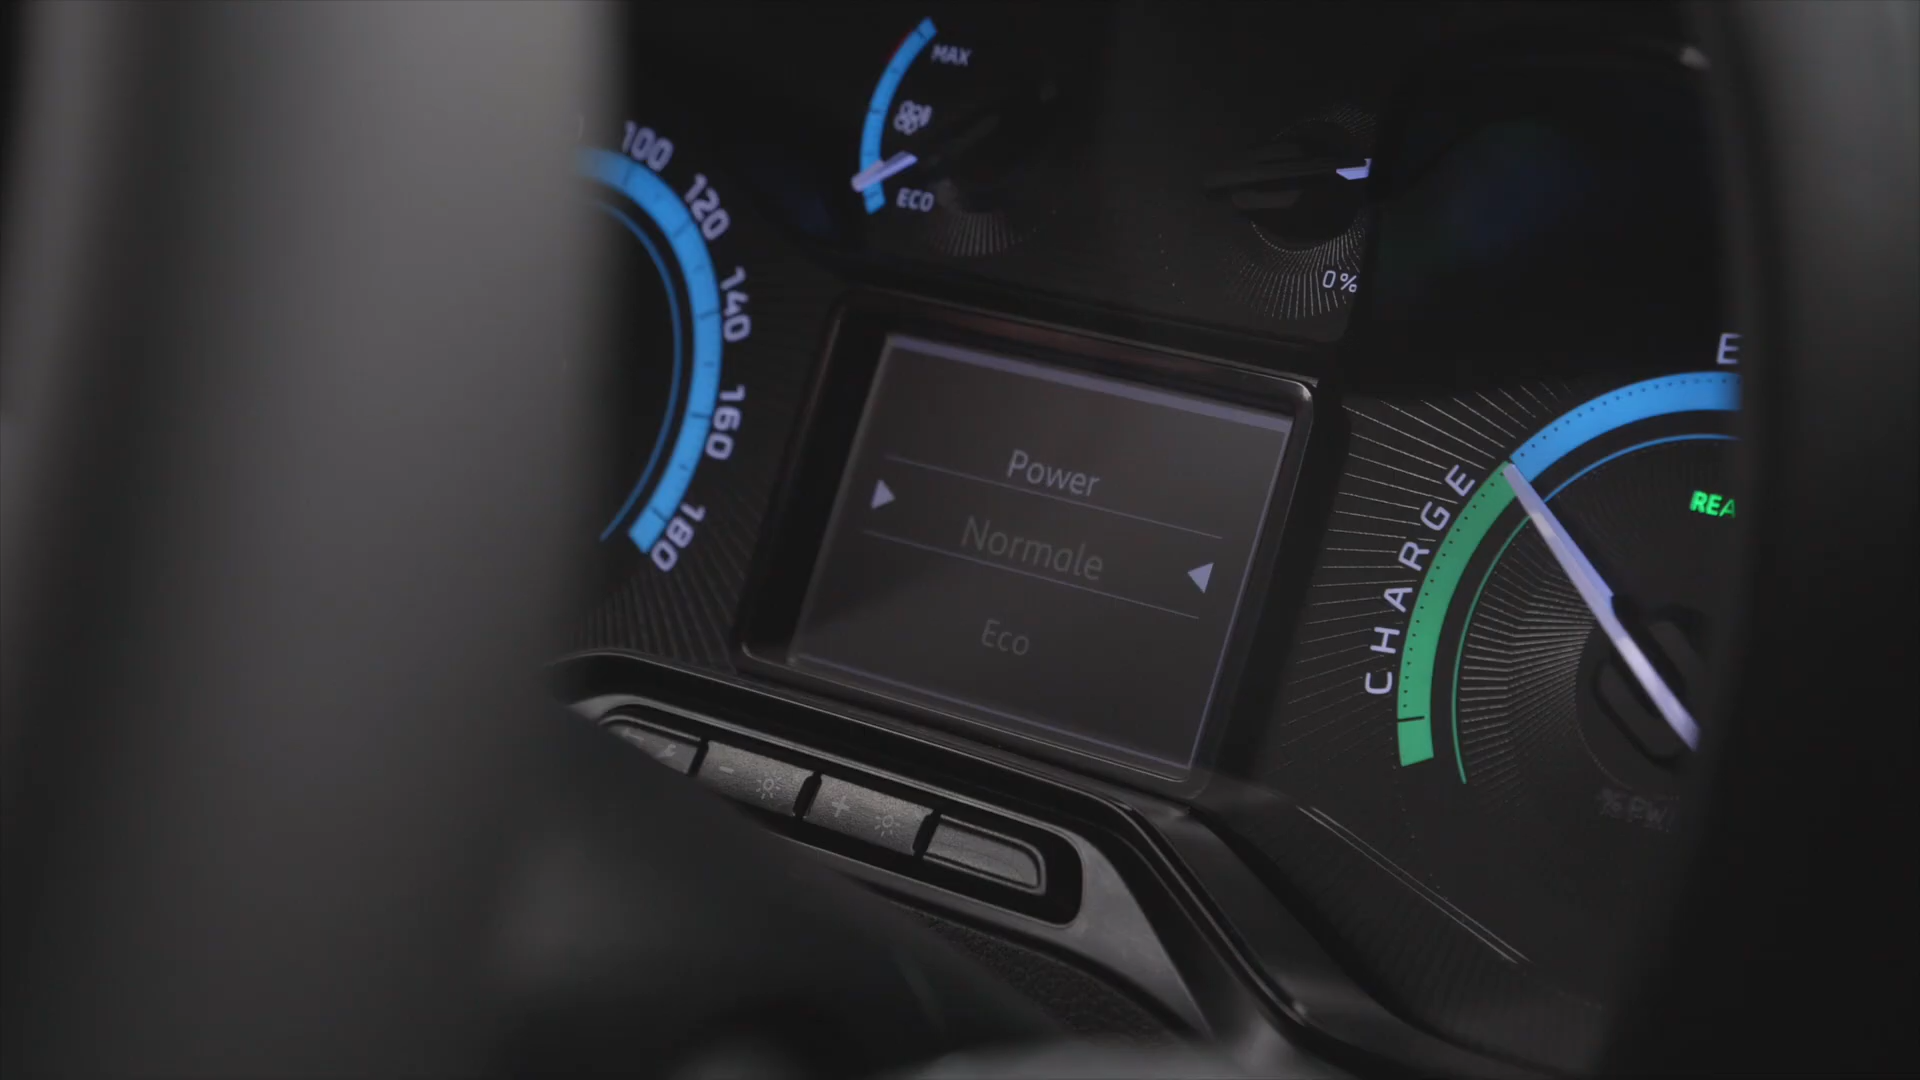 MAX
ECO
100
120
140
160
180
0%
Power
Normale
Eco
E
CHARGE
REA